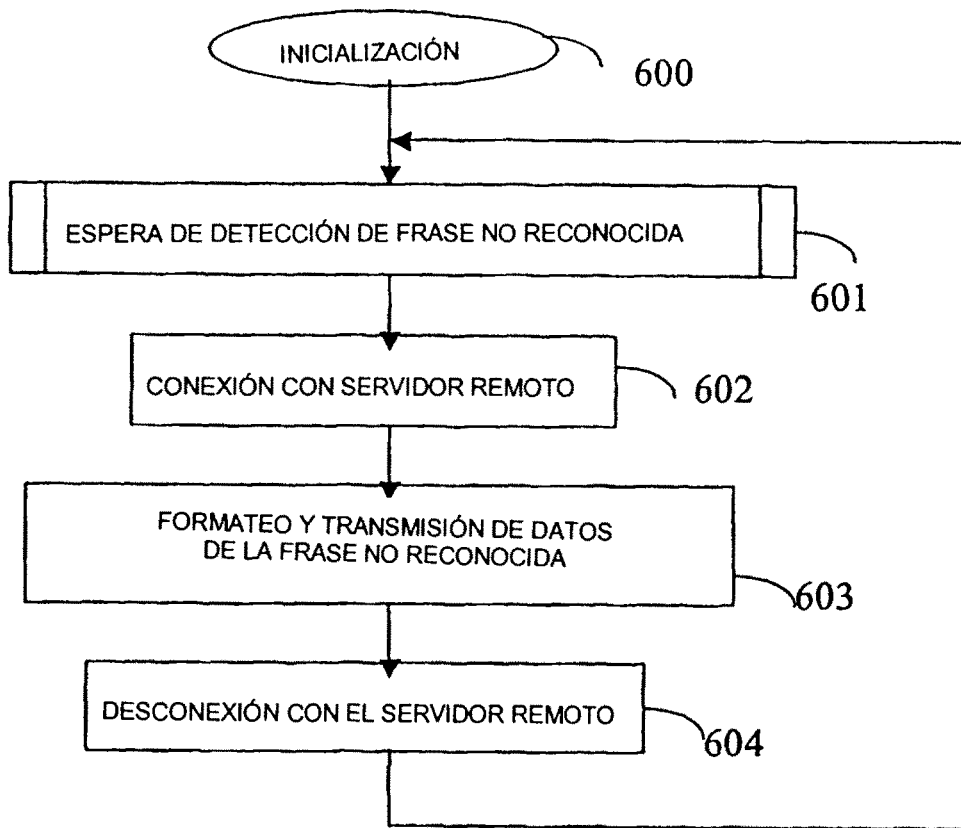 INICIALIZACIÓN
600
ESPERA DE DETECCIÓN DE FRASE NO RECONOCIDA
601
CONEXIÓN CON SERVIDOR REMOTO
602
FORMATEO Y TRANSMISIÓN DE DATOS
DE LA FRASE NO RECONOCIDA
603
DESCONEXIÓN CON EL SERVIDOR REMOTO
604